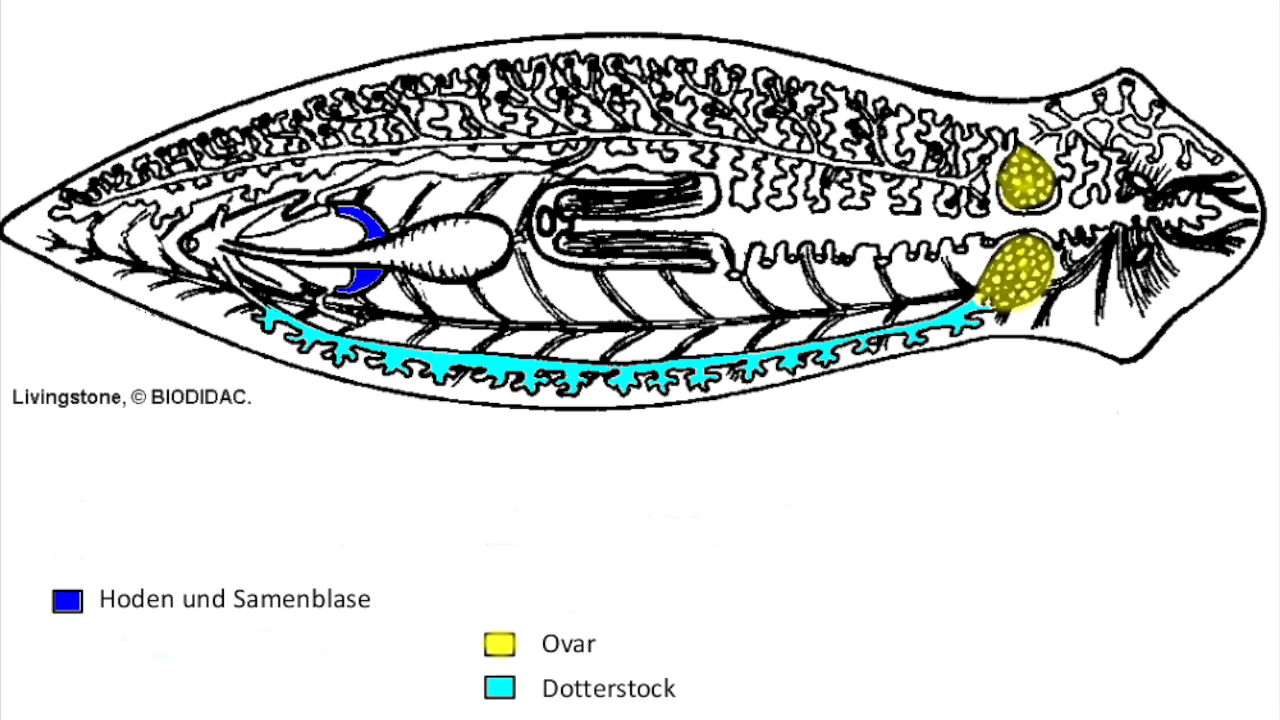 Livingstone, © BIODIDAC.
Hoden und Samenblase
Ovar
Dotterstock